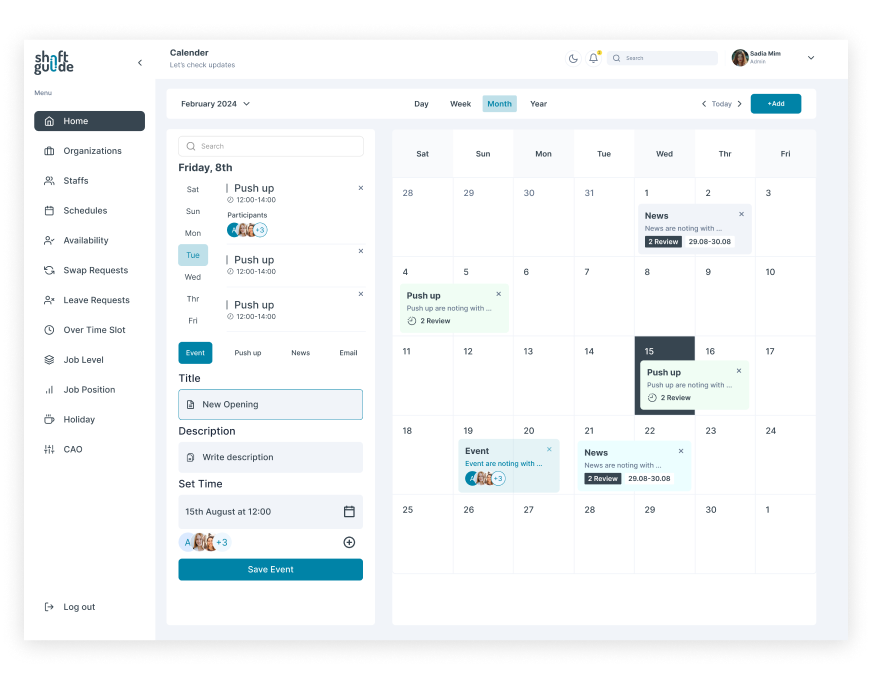 shaft
guide
Menu
Home
Organizations
Staffs
Schedules
Availability
Swap Requests
Leave Requests
Over Time Slot
Job Level
Job Position
Holiday
CAO
Log out
Calender
Let's check updates
Search
Sadia Mim
Admin
February 2024
Day Week Month Year
Today
+Add
Search
Friday, 8th
Sat
Sun
Mon
Tue
Wed
Thr
Fri
Push up
12:00-14:00
Participants
A +3
Push up
12:00-14:00
Push up
12:00-14:00
Event Push up News Email
Title
New Opening
Description
Write description
Set Time
15th August at 12:00
A +3
Save Event
Sat Sun Mon Tue Wed Thr Fri
28 29 30 31 1 2 3
News
News are noting with ...
2 Review 29.08-30.08
4 5 6 7 8 9 10
Push up
Push up are noting with ...
2 Review
11 12 13 14 15 16 17
Push up
Push up are noting with ...
2 Review
18 19 20 21 22 23 24
Event
Event are noting with ...
A +3
News
News are noting with ...
2 Review 29.08-30.08
25 26 27 28 29 30 1